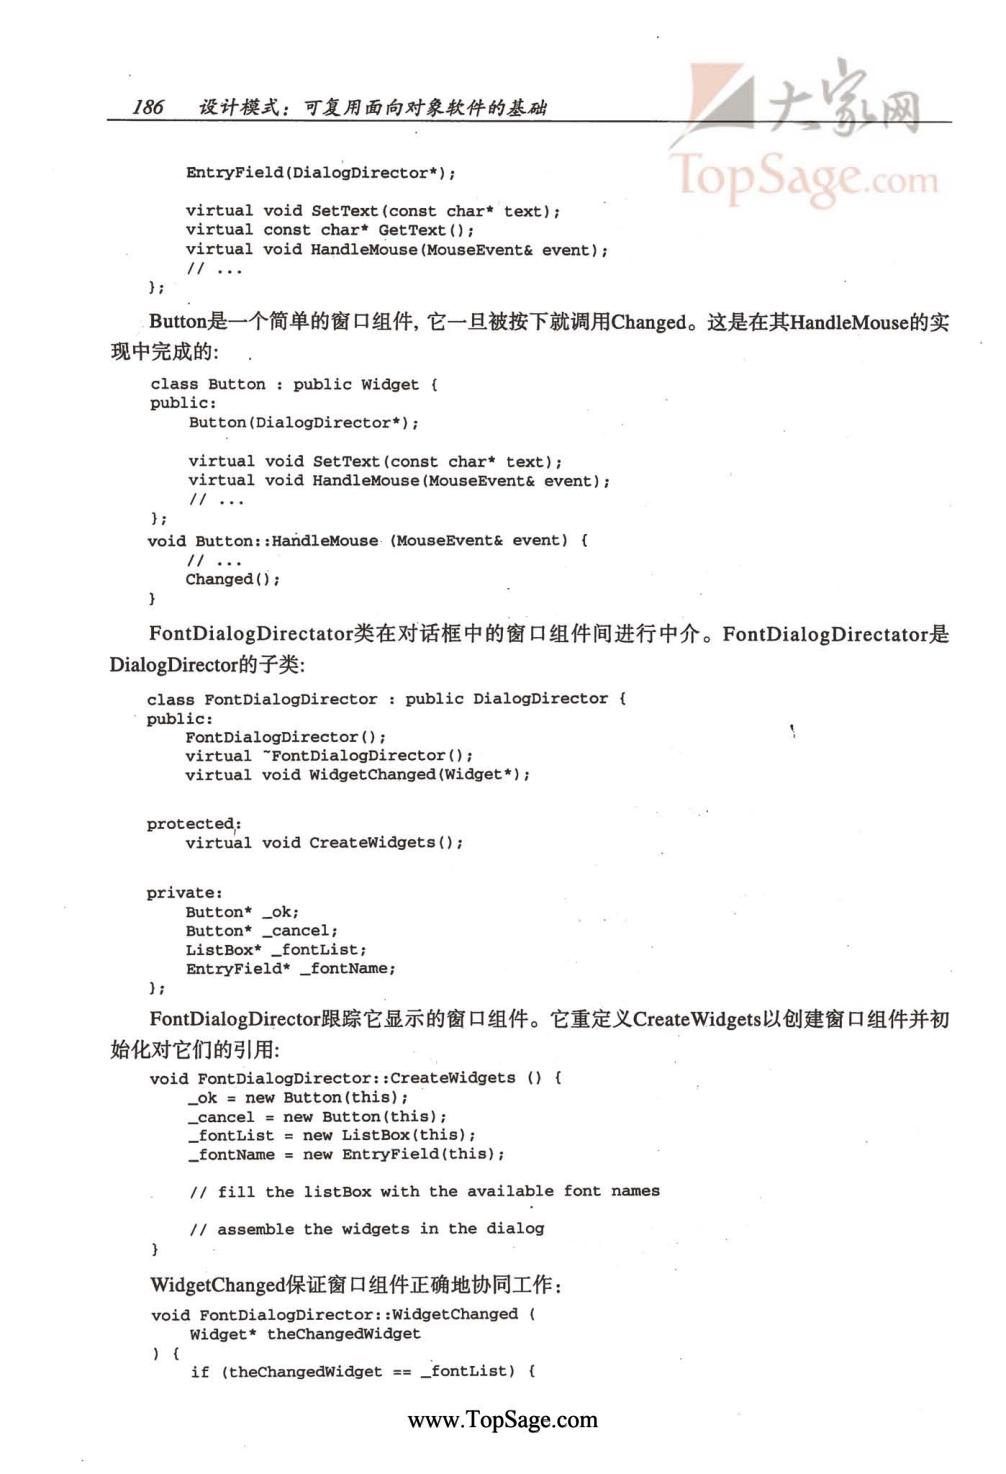 186 设计模式：可复用面向对象软件的基础
大家网
TopSage.com
EntryField(DialogDirector*);
virtual void SetText(const char* text);
virtual const char* GetText();
virtual void HandleMouse(MouseEvent& event);
// ...
};
Button是一个简单的窗口组件, 它一旦被按下就调用Changed。这是在其HandleMouse的实
现中完成的:
class Button : public Widget {
public:
Button(DialogDirector*);
virtual void SetText(const char* text);
virtual void HandleMouse(MouseEvent& event);
// ...
};
void Button::HandleMouse (MouseEvent& event) {
// ...
Changed();
}
FontDialogDirectator类在对话框中的窗口组件间进行中介。FontDialogDirectator是
DialogDirector的子类:
class FontDialogDirector : public DialogDirector {
public:
FontDialogDirector();
virtual ~FontDialogDirector();
virtual void WidgetChanged(Widget*);
protected:
virtual void CreateWidgets();
private:
Button* _ok;
Button* _cancel;
ListBox* _fontList;
EntryField* _fontName;
};
FontDialogDirector跟踪它显示的窗口组件。它重定义CreateWidgets以创建窗口组件并初
始化对它们的引用:
void FontDialogDirector::CreateWidgets () {
_ok = new Button(this);
_cancel = new Button(this);
_fontList = new ListBox(this);
_fontName = new EntryField(this);
// fill the listBox with the available font names
// assemble the widgets in the dialog
}
WidgetChanged保证窗口组件正确地协同工作：
void FontDialogDirector::WidgetChanged (
Widget* theChangedWidget
) {
if (theChangedWidget == _fontList) {
www.TopSage.com